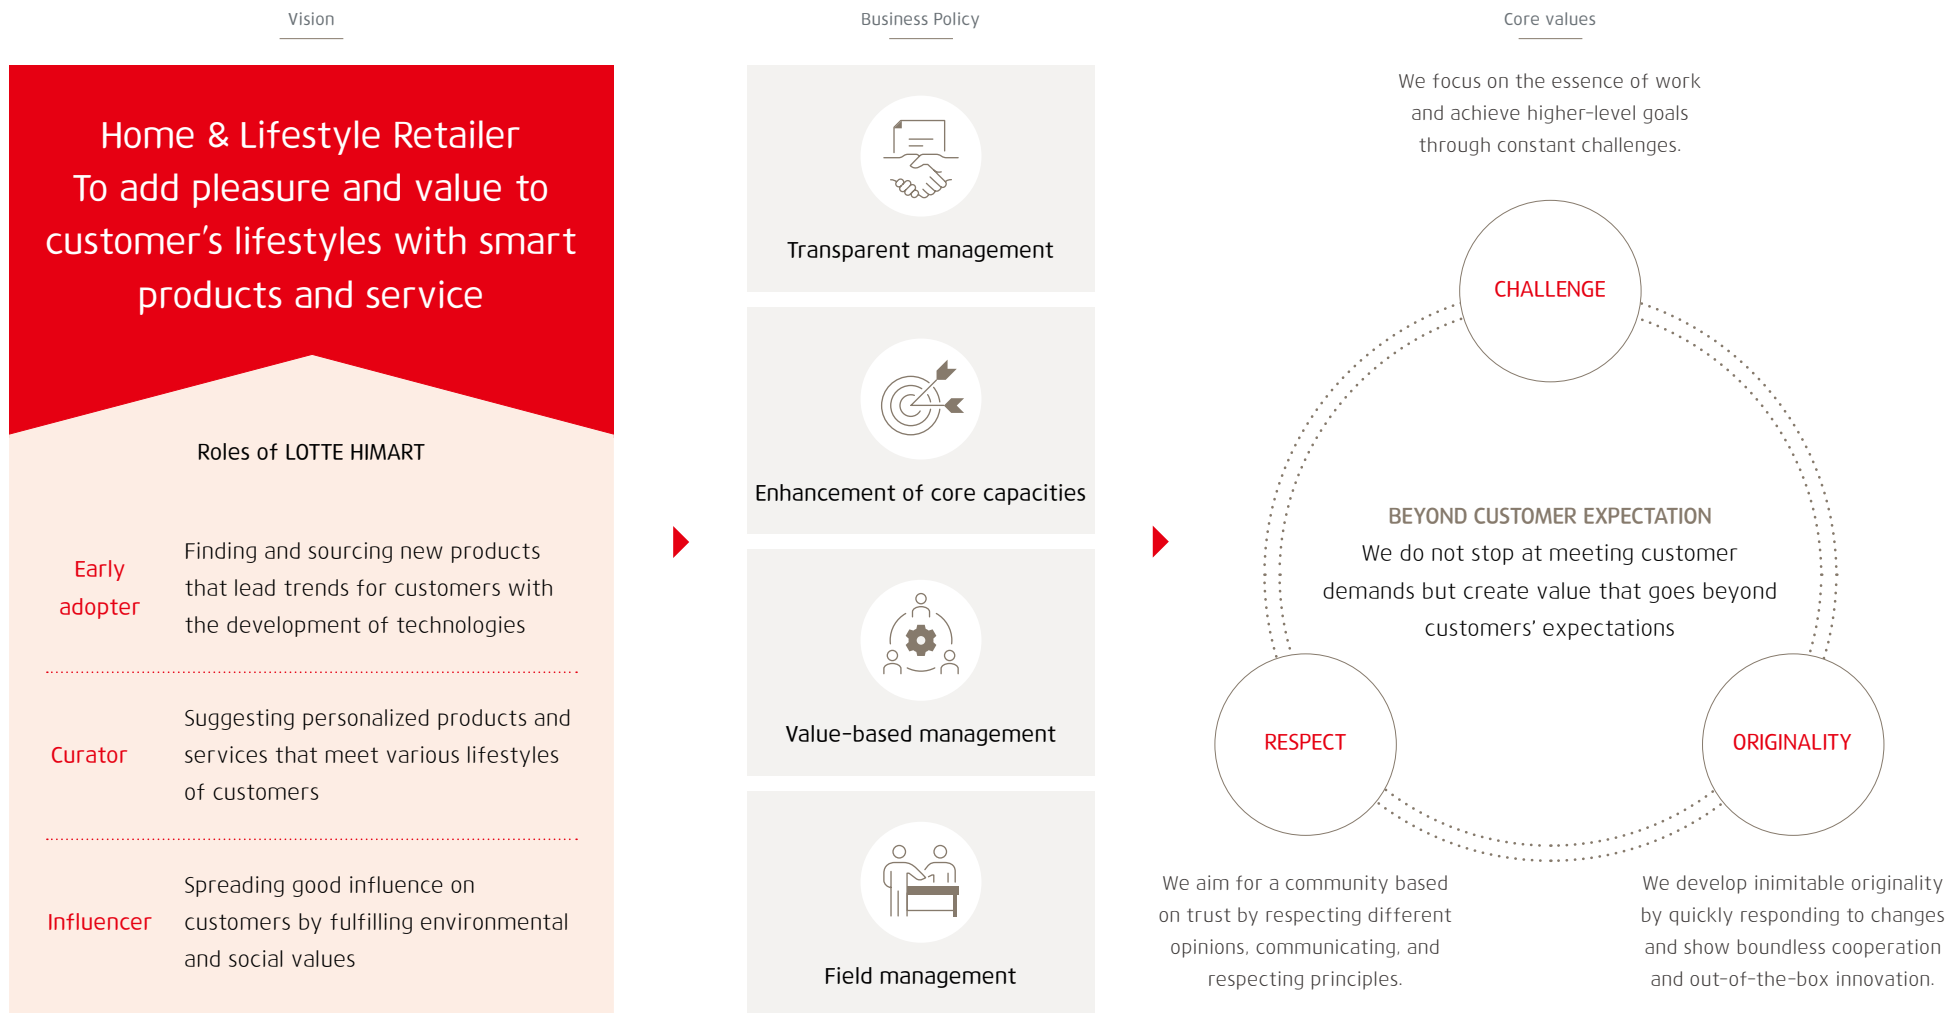 Vision
Home & Lifestyle Retailer
To add pleasure and value to
customer's lifestyles with smart
products and service
Roles of LOTTE HIMART
Early
adopter
Finding and sourcing new products
that lead trends for customers with
the development of technologies
Curator
Suggesting personalized products and
services that meet various lifestyles
of customers
Influencer
Spreading good influence on
customers by fulfilling environmental
and social values
Business Policy
Transparent management
Enhancement of core capacities
Value-based management
Field management
Core values
We focus on the essence of work
and achieve higher-level goals
through constant challenges.
CHALLENGE
BEYOND CUSTOMER EXPECTATION
We do not stop at meeting customer
demands but create value that goes beyond
customers' expectations
RESPECT
We aim for a community based
on trust by respecting different
opinions, communicating, and
respecting principles.
ORIGINALITY
We develop inimitable originality
by quickly responding to changes
and show boundless cooperation
and out-of-the-box innovation.